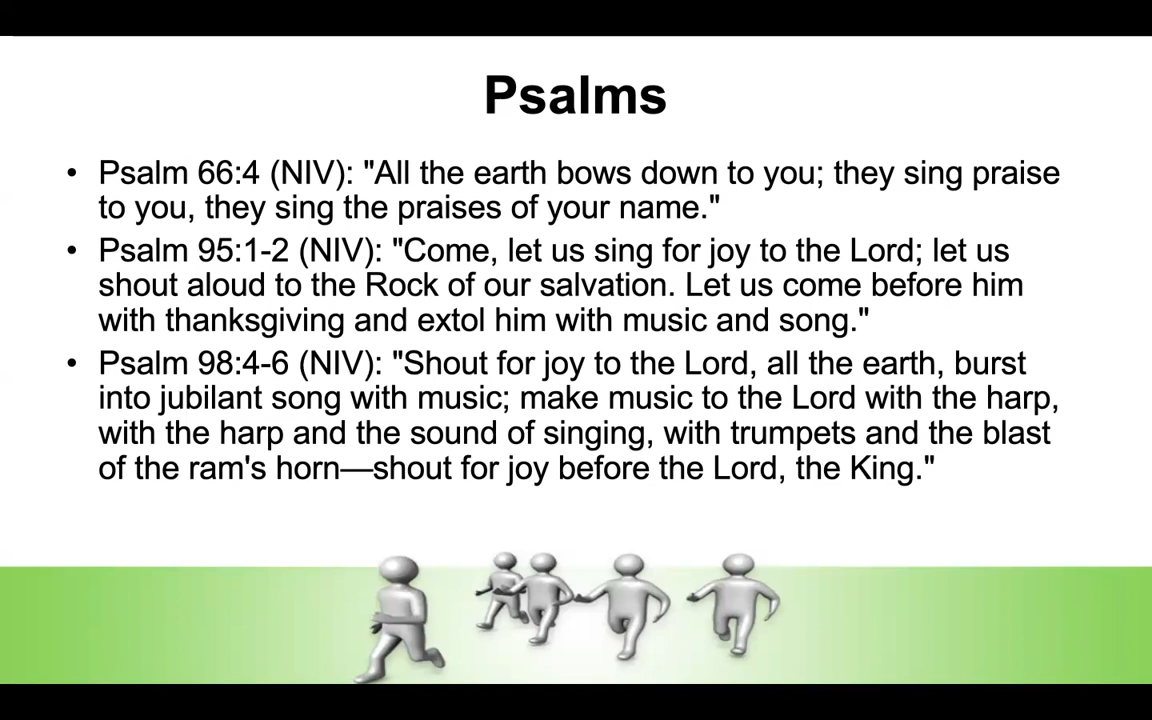 Psalms
• Psalm 66:4 (NIV): "All the earth bows down to you; they sing praise
to you, they sing the praises of your name."
• Psalm 95:1-2 (NIV): "Come, let us sing for joy to the Lord; let us
shout aloud to the Rock of our salvation. Let us come before him
with thanksgiving and extol him with music and song."
• Psalm 98:4-6 (NIV): "Shout for joy to the Lord, all the earth, burst
into jubilant song with music; make music to the Lord with the harp,
with the harp and the sound of singing, with trumpets and the blast
of the ram's horn—shout for joy before the Lord, the King."